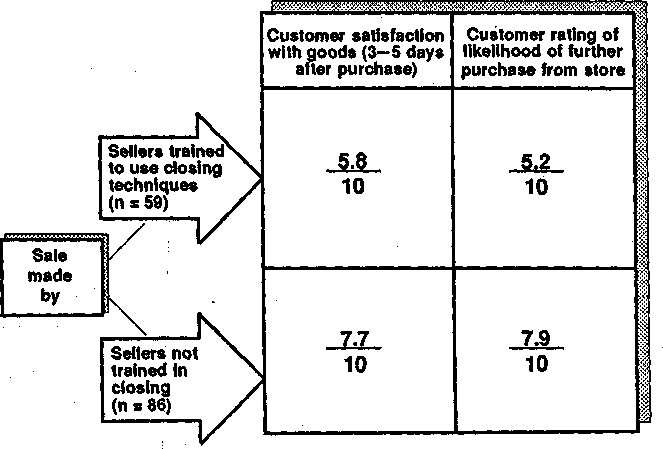 Customer satisfaction
with goods (3–5 days
after purchase)
Customer rating of
likelihood of further
purchase from store
Sellers trained
to use closing
techniques
(n = 59)
5.8
10
5.2
10
Sale
made
by
Sellers not
trained in
closing
(n = 86)
7.7
10
7.9
10